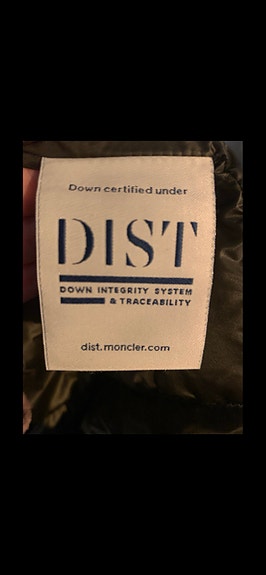 Down certified under
DIST
DOWN INTEGRITY SYSTEM
& TRACEABILITY
dist.moncler.com